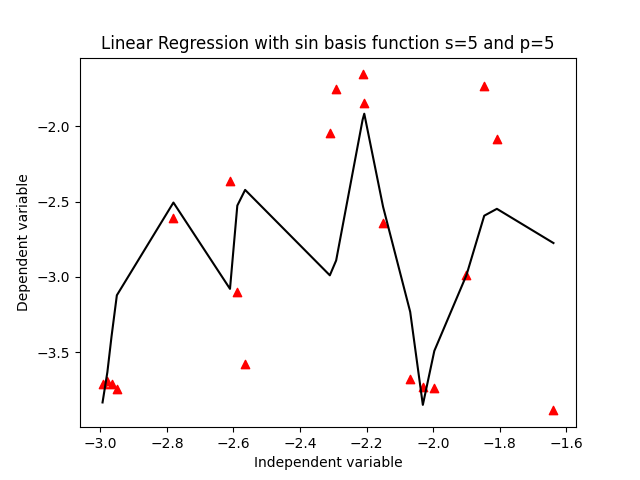 Linear Regression with sin basis function s=5 and p=5
Dependent variable
−2.0
−2.5
−3.0
−3.5
−3.0 −2.8 −2.6 −2.4 −2.2 −2.0 −1.8 −1.6
Independent variable